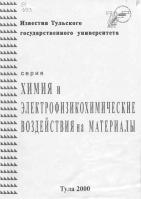 Известия Тульского
государственного университета
серия
ХИМИЯ и
ЭЛЕКТРОФИЗИКОХИМИЧЕСКИЕ
ВОЗДЕЙСТВИЯ на МАТЕРИАЛЫ
Тула 2000